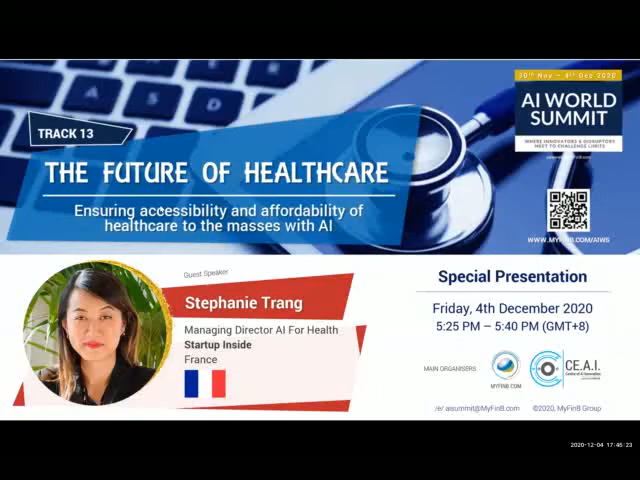 30th Nov – 4th Dec 2020
AI WORLD
SUMMIT
WHERE INNOVATORS & DISRUPTORS
MEET TO CHALLENGE LIMITS
TRACK 13
THE FUTURE OF HEALTHCARE
Ensuring accessibility and affordability of
healthcare to the masses with AI
WWW.MYFINB.COM/AIWS
Guest Speaker
Stephanie Trang
Managing Director AI For Health
Startup Inside
France
Special Presentation
Friday, 4th December 2020
5:25 PM – 5:40 PM (GMT+8)
MAIN ORGANISERS
MYFINB.COM
C.E.A.I.
/e/ aisummit@MyFinB.com
©2020, MyFinB Group
2020-12-04 17:46:23